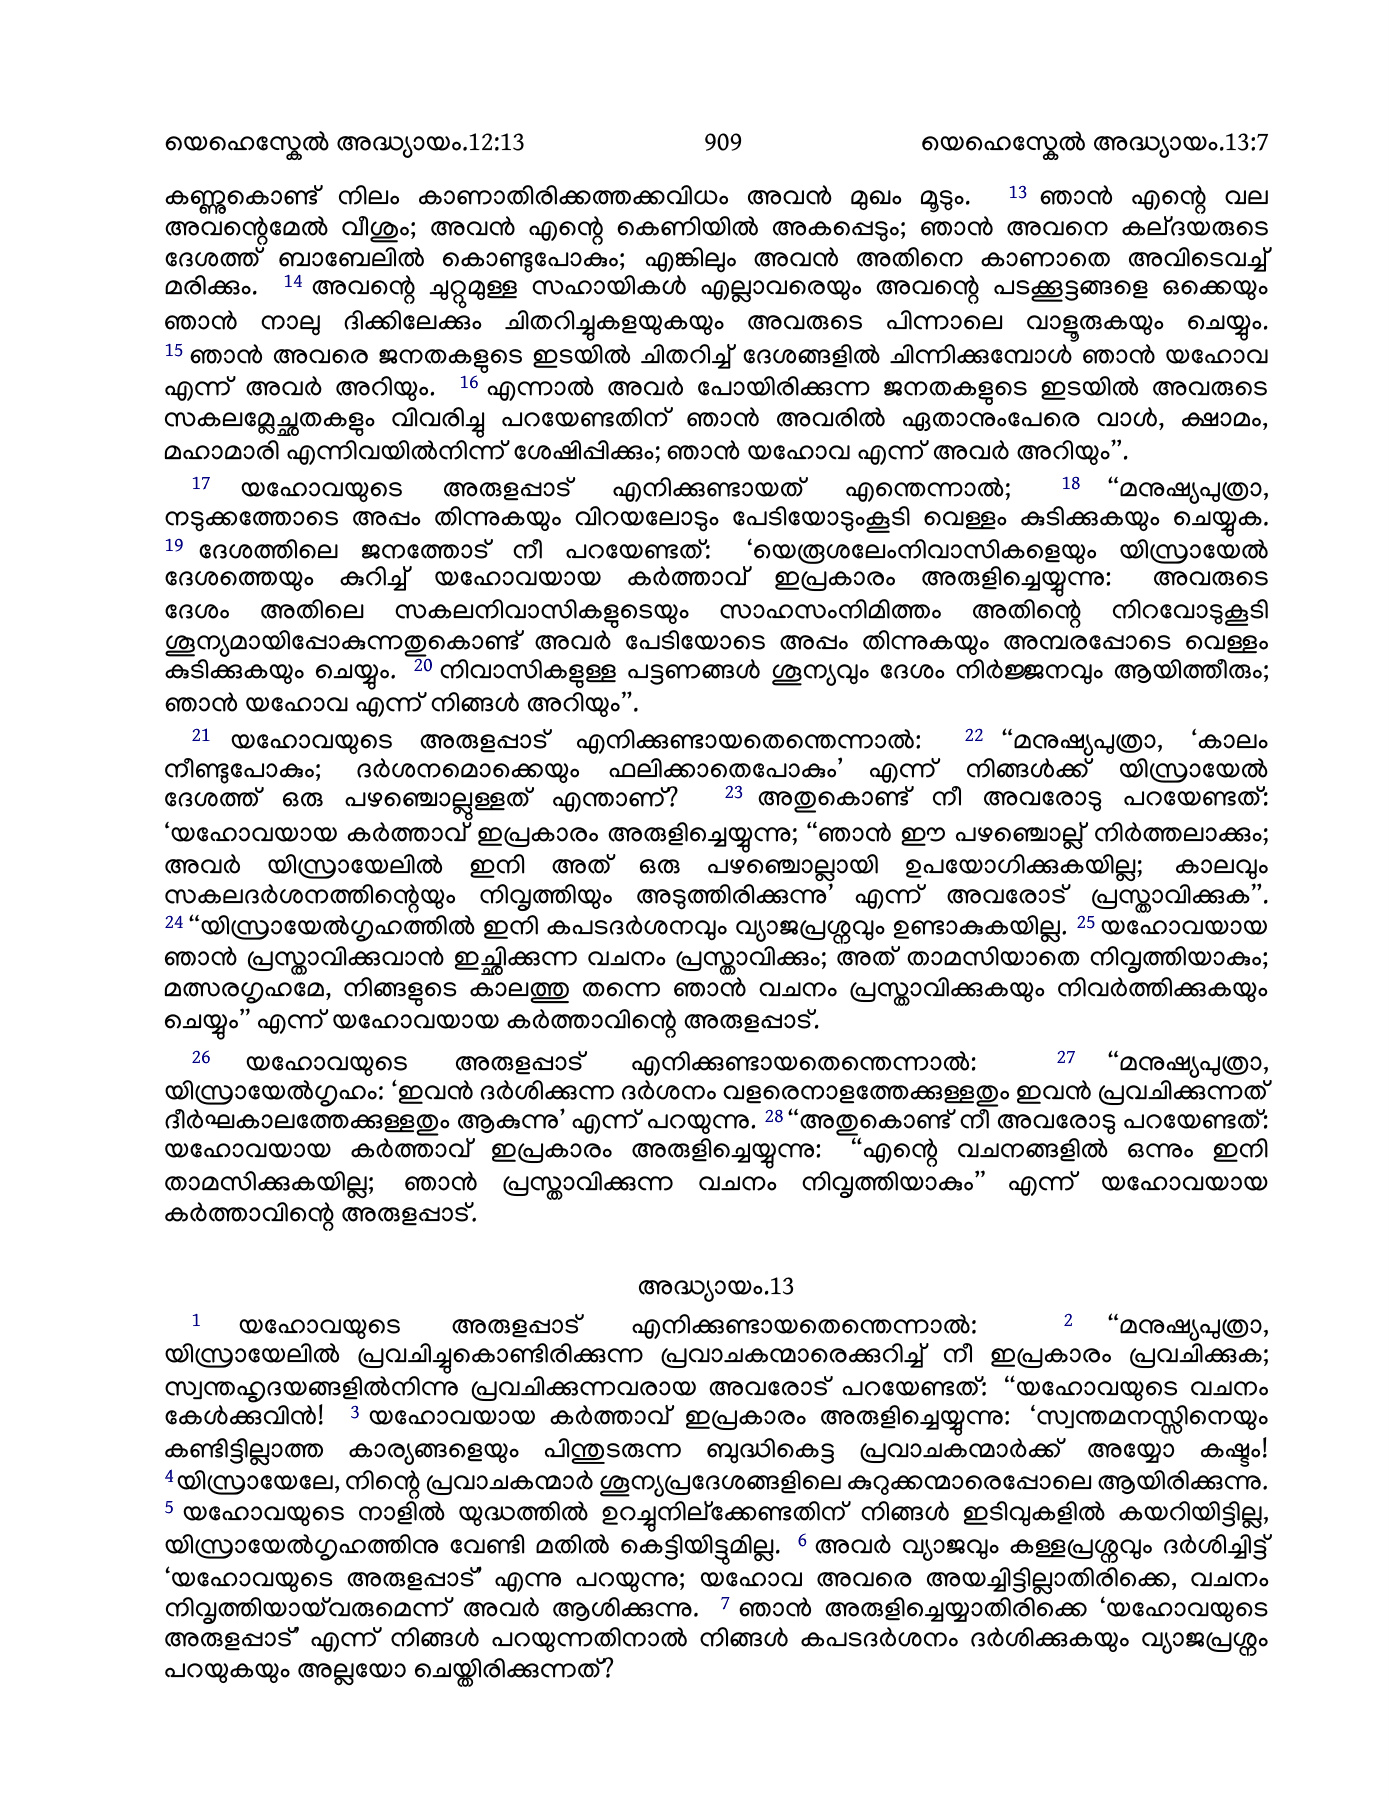 യെഹെസ്കേൽ അദ്ധ്യായം.12:13 909 യെഹെസ്കേൽ അദ്ധ്യായം.13:7
കണ്ണുകൊണ്ട് നിലം കാണാതിരിക്കത്തക്കവിധം അവൻ മുഖം മൂടും. 13 ഞാൻ എന്റെ വല
അവന്റെമേൽ വീശും; അവൻ എന്റെ കെണിയിൽ അകപ്പെടും; ഞാൻ അവനെ കല്ദയരുടെ
ദേശത്ത് ബാബേലിൽ കൊണ്ടുപോകും; എങ്കിലും അവൻ അതിനെ കാണാതെ അവിടെവച്ച്
മരിക്കും. 14 അവന്റെ ചുറ്റുമുള്ള സഹായികൾ എല്ലാവരെയും അവന്റെ പടക്കൂട്ടങ്ങളെ ഒക്കെയും
ഞാൻ നാലു ദിക്കിലേക്കും ചിതറിച്ചുകളയുകയും അവരുടെ പിന്നാലെ വാളൂരുകയും ചെയ്യും.
15 ഞാൻ അവരെ ജനതകളുടെ ഇടയിൽ ചിതറിച്ച് ദേശങ്ങളിൽ ചിന്നിക്കുമ്പോൾ ഞാൻ യഹോവ
എന്ന് അവർ അറിയും. 16 എന്നാൽ അവർ പോയിരിക്കുന്ന ജനതകളുടെ ഇടയിൽ അവരുടെ
സകലമ്ലേച്ഛതകളും വിവരിച്ചു പറയേണ്ടതിന് ഞാൻ അവരിൽ ഏതാനുംപേരെ വാൾ, ക്ഷാമം,
മഹാമാരി എന്നിവയിൽനിന്ന് ശേഷിപ്പിക്കും; ഞാൻ യഹോവ എന്ന് അവർ അറിയും”.
17 യഹോവയുടെ അരുളപ്പാട് എനിക്കുണ്ടായത് എന്തെന്നാൽ; 18 “മനുഷ്യപുത്രാ,
നടുക്കത്തോടെ അപ്പം തിന്നുകയും വിറയലോടും പേടിയോടുംകൂടി വെള്ളം കുടിക്കുകയും ചെയ്യുക.
19 ദേശത്തിലെ ജനത്തോട് നീ പറയേണ്ടത്: ‘യെരൂശലേംനിവാസികളെയും യിസ്രായേൽ
ദേശത്തെയും കുറിച്ച് യഹോവയായ കർത്താവ് ഇപ്രകാരം അരുളിച്ചെയ്യുന്നു: അവരുടെ
ദേശം അതിലെ സകലനിവാസികളുടെയും സാഹസംനിമിത്തം അതിന്റെ നിറവോടുകൂടി
ശൂന്യമായിപ്പോകുന്നതുകൊണ്ട് അവർ പേടിയോടെ അപ്പം തിന്നുകയും അമ്പരപ്പോടെ വെള്ളം
കുടിക്കുകയും ചെയ്യും. 20 നിവാസികളുള്ള പട്ടണങ്ങൾ ശൂന്യവും ദേശം നിർജ്ജനവും ആയിത്തീരും;
ഞാൻ യഹോവ എന്ന് നിങ്ങൾ അറിയും”.
21 യഹോവയുടെ അരുളപ്പാട് എനിക്കുണ്ടായതെന്തെന്നാൽ: 22 “മനുഷ്യപുത്രാ, ‘കാലം
നീണ്ടുപോകും; ദർശനമൊക്കെയും ഫലിക്കാതെപോകും’ എന്ന് നിങ്ങൾക്ക് യിസ്രായേൽ
ദേശത്ത് ഒരു പഴഞ്ചൊല്ലുള്ളത് എന്താണ്? 23 അതുകൊണ്ട് നീ അവരോടു പറയേണ്ടത്:
‘യഹോവയായ കർത്താവ് ഇപ്രകാരം അരുളിച്ചെയ്യുന്നു; “ഞാൻ ഈ പഴഞ്ചൊല്ല് നിർത്തലാക്കും;
അവർ യിസ്രായേലിൽ ഇനി അത് ഒരു പഴഞ്ചൊല്ലായി ഉപയോഗിക്കുകയില്ല; കാലവും
സകലദർശനത്തിന്റെയും നിവൃത്തിയും അടുത്തിരിക്കുന്നു’ എന്ന് അവരോട് പ്രസ്താവിക്കുക”.
24 “യിസ്രായേൽഗൃഹത്തിൽ ഇനി കപടദർശനവും വ്യാജപ്രശ്നവും ഉണ്ടാകുകയില്ല. 25 യഹോവയായ
ഞാൻ പ്രസ്താവിക്കുവാൻ ഇച്ഛിക്കുന്ന വചനം പ്രസ്താവിക്കും; അത് താമസിയാതെ നിവൃത്തിയാകും;
മത്സരഗൃഹമേ, നിങ്ങളുടെ കാലത്തു തന്നെ ഞാൻ വചനം പ്രസ്താവിക്കുകയും നിവർത്തിക്കുകയും
ചെയ്യും” എന്ന് യഹോവയായ കർത്താവിന്റെ അരുളപ്പാട്.
26 യഹോവയുടെ അരുളപ്പാട് എനിക്കുണ്ടായതെന്തെന്നാൽ: 27 “മനുഷ്യപുത്രാ,
യിസ്രായേൽഗൃഹം: ‘ഇവൻ ദർശിക്കുന്ന ദർശനം വളരെനാളത്തേക്കുള്ളതും ഇവൻ പ്രവചിക്കുന്നത്
ദീർഘകാലത്തേക്കുള്ളതും ആകുന്നു’ എന്ന് പറയുന്നു. 28 “അതുകൊണ്ട് നീ അവരോടു പറയേണ്ടത്:
യഹോവയായ കർത്താവ് ഇപ്രകാരം അരുളിച്ചെയ്യുന്നു: “എന്റെ വചനങ്ങളിൽ ഒന്നും ഇനി
താമസിക്കുകയില്ല; ഞാൻ പ്രസ്താവിക്കുന്ന വചനം നിവൃത്തിയാകും” എന്ന് യഹോവയായ
കർത്താവിന്റെ അരുളപ്പാട്.
അദ്ധ്യായം.13
1 യഹോവയുടെ അരുളപ്പാട് എനിക്കുണ്ടായതെന്തെന്നാൽ: 2 “മനുഷ്യപുത്രാ,
യിസ്രായേലിൽ പ്രവചിച്ചുകൊണ്ടിരിക്കുന്ന പ്രവാചകന്മാരെക്കുറിച്ച് നീ ഇപ്രകാരം പ്രവചിക്കുക;
സ്വന്തഹൃദയങ്ങളിൽനിന്നു പ്രവചിക്കുന്നവരായ അവരോട് പറയേണ്ടത്: “യഹോവയുടെ വചനം
കേൾക്കുവിൻ! 3 യഹോവയായ കർത്താവ് ഇപ്രകാരം അരുളിച്ചെയ്യുന്നു: ‘സ്വന്തമനസ്സിനെയും
കണ്ടിട്ടില്ലാത്ത കാര്യങ്ങളെയും പിന്തുടരുന്ന ബുദ്ധികെട്ട പ്രവാചകന്മാർക്ക് അയ്യോ കഷ്ടം!
4 യിസ്രായേലേ, നിന്റെ പ്രവാചകന്മാർ ശൂന്യപ്രദേശങ്ങളിലെ കുറുക്കന്മാരെപ്പോലെ ആയിരിക്കുന്നു.
5 യഹോവയുടെ നാളിൽ യുദ്ധത്തിൽ ഉറച്ചുനില്ക്കേണ്ടതിന് നിങ്ങൾ ഇടിവുകളിൽ കയറിയിട്ടില്ല,
യിസ്രായേൽഗൃഹത്തിനു വേണ്ടി മതിൽ കെട്ടിയിട്ടുമില്ല. 6 അവർ വ്യാജവും കള്ളപ്രശ്നവും ദർശിച്ചിട്ട്
‘യഹോവയുടെ അരുളപ്പാട്’ എന്നു പറയുന്നു; യഹോവ അവരെ അയച്ചിട്ടില്ലാതിരിക്കെ, വചനം
നിവൃത്തിയായ്‌വരുമെന്ന് അവർ ആശിക്കുന്നു. 7 ഞാൻ അരുളിച്ചെയ്യാതിരിക്കെ ‘യഹോവയുടെ
അരുളപ്പാട്’ എന്ന് നിങ്ങൾ പറയുന്നതിനാൽ നിങ്ങൾ കപടദർശനം ദർശിക്കുകയും വ്യാജപ്രശ്നം
പറയുകയും അല്ലയോ ചെയ്തിരിക്കുന്നത്?